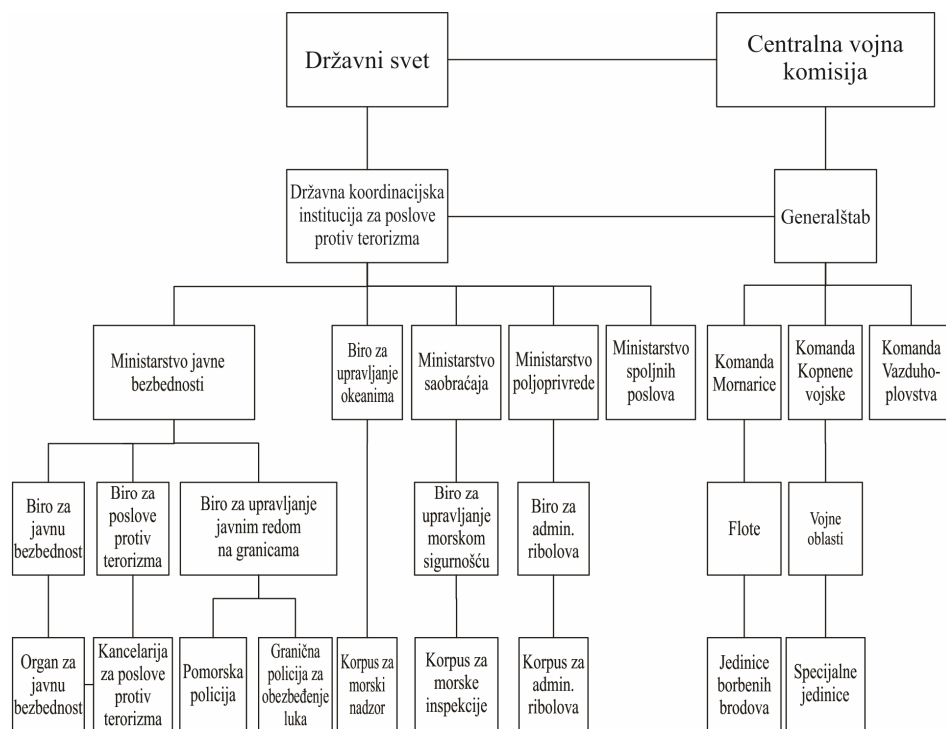 Državni svet
Centralna vojna
komisija
Državna koordinacijska
institucija za poslove
protiv terorizma
Generalštab
Ministarstvo javne
bezbednosti
Biro za
upravljanje
okeanima
Ministarstvo
saobraćaja
Ministarstvo
poljoprivrede
Ministarstvo
spoljnih
poslova
Komanda
Mornarice
Komanda
Kopnene
vojske
Komanda
Vazduho-
plovstva
Biro za
javnu
bezbednost
Biro za
poslove
protiv
terorizma
Biro za upravljanje
javnim redom
na granicama
Biro za
upravljanje
morskom
sigurnošću
Biro za
admin.
ribolova
Flote
Vojne
oblasti
Organ za
javnu
bezbednost
Kancelarija
za poslove
protiv
terorizma
Pomorska
policija
Granična
policija za
obezbeđenje
luka
Korpus za
morski
nadzor
Korpus za
morske
inspekcije
Korpus za
admin.
ribolova
Jedinice
borbenih
brodova
Specijalne
jedinice